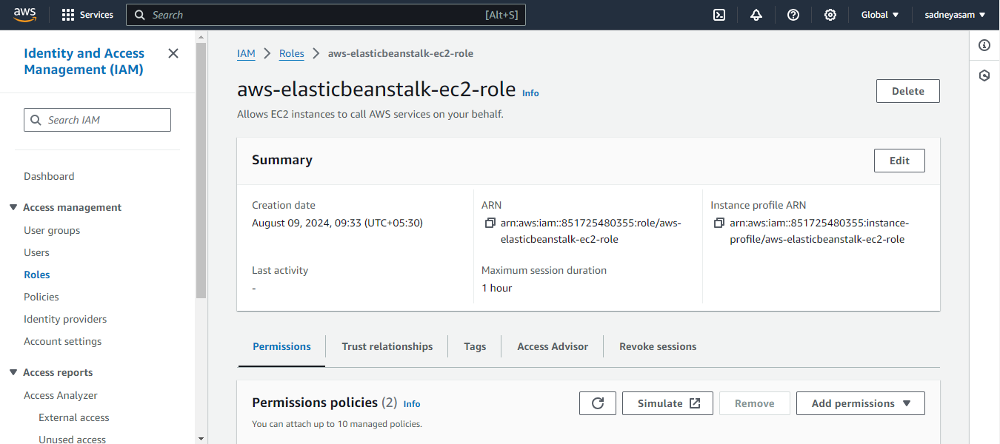 aws
Services
Search
[Alt+S]
Global
sadneyasam
Identity and Access
Management (IAM)
Search IAM
Dashboard
Access management
User groups
Users
Roles
Policies
Identity providers
Account settings
Access reports
Access Analyzer
External access
Unused access
IAM > Roles > aws-elasticbeanstalk-ec2-role
aws-elasticbeanstalk-ec2-role Info
Delete
Allows EC2 instances to call AWS services on your behalf.
Summary
Edit
Creation date
August 09, 2024, 09:33 (UTC+05:30)
ARN
arn:aws:iam::851725480355:role/aws-
elasticbeanstalk-ec2-role
Instance profile ARN
arn:aws:iam::851725480355:instance-
profile/aws-elasticbeanstalk-ec2-role
Last activity
-
Maximum session duration
1 hour
Permissions
Trust relationships
Tags
Access Advisor
Revoke sessions
Permissions policies (2) Info
Simulate
Remove
Add permissions
You can attach up to 10 managed policies.